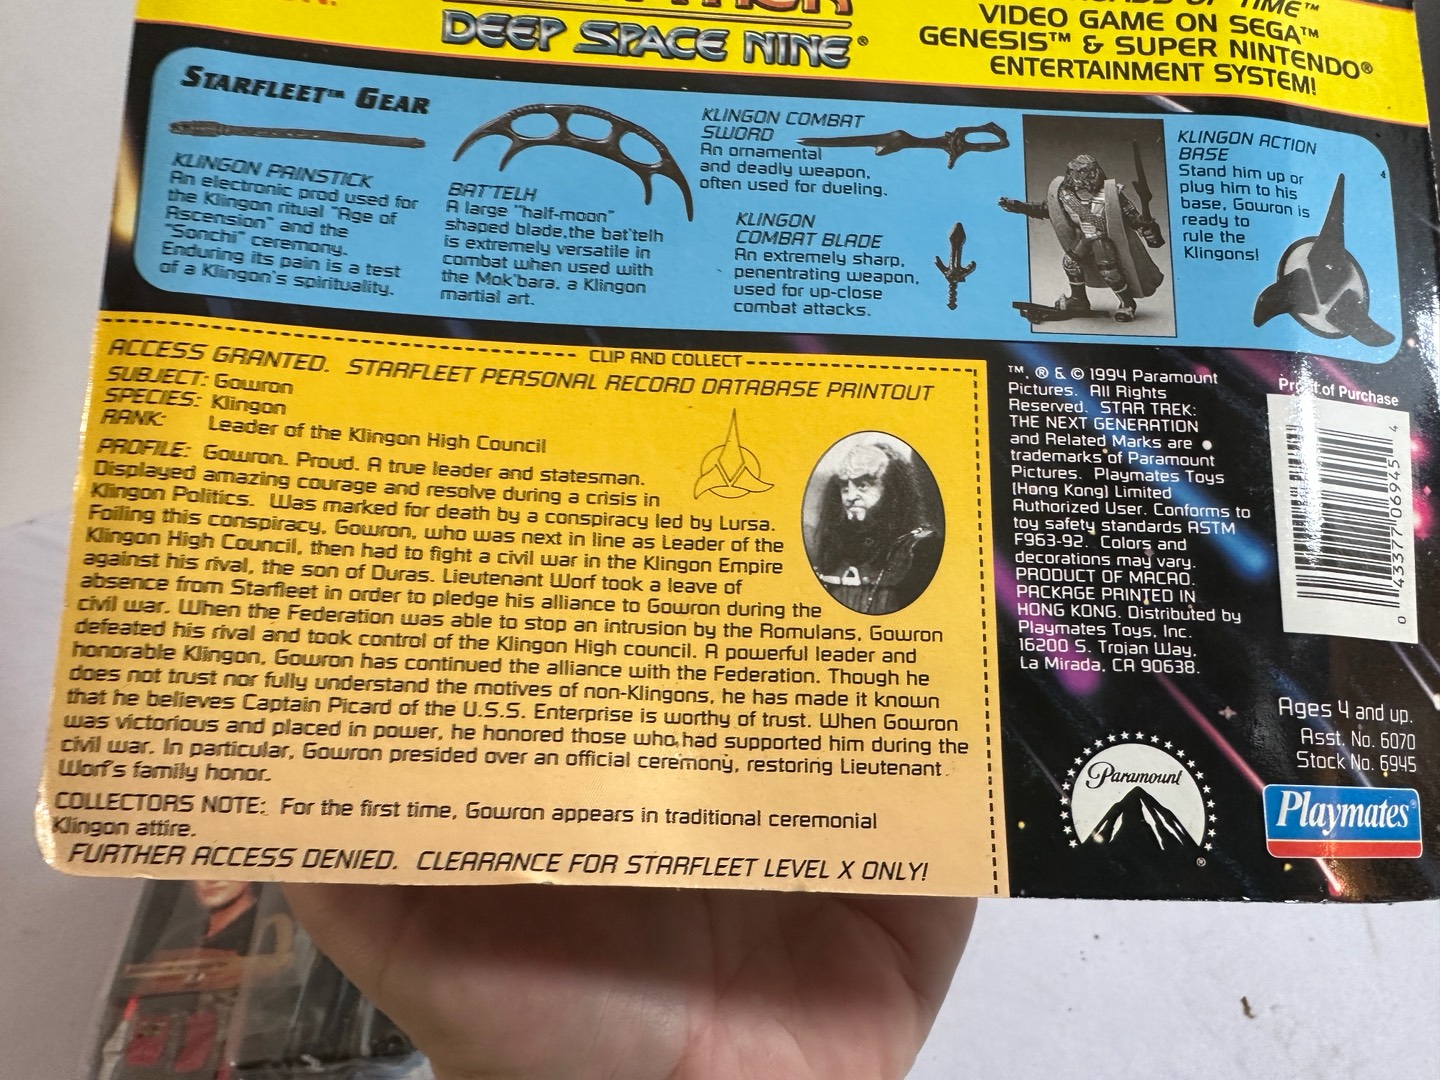 DEEP SPACE NINE®
OF TIME™
VIDEO GAME ON SEGA™
GENESIS™ & SUPER NINTENDO®
ENTERTAINMENT SYSTEM!
STARFLEET™ GEAR
KLINGON PAINSTICK
An electronic prod used for
the Klingon ritual "Age of
Ascension" and the
"Sonchi" ceremony.
Enduring its pain is a test
of a Klingon's spirituality.
BAT'TELH
A large "half-moon"
shaped blade,the bat'telh
is extremely versatile in
combat when used with
the Mok'bara, a Klingon
martial art.
KLINGON COMBAT
SWORD
An ornamental
and deadly weapon,
often used for dueling.
KLINGON
COMBAT BLADE
An extremely sharp,
penentrating weapon,
used for up-close
combat attacks.
KLINGON ACTION
BASE
Stand him up or
plug him to his
base, Gowron is
ready to
rule the
Klingons!
CLIP AND COLLECT
ACCESS GRANTED. STARFLEET PERSONAL RECORD DATABASE PRINTOUT
SUBJECT: Gowron
SPECIES: Klingon
RANK: Leader of the Klingon High Council
PROFILE: Gowron. Proud. A true leader and statesman.
Displayed amazing courage and resolve during a crisis in
Klingon Politics. Was marked for death by a conspiracy led by Lursa.
Foiling this conspiracy, Gowron, who was next in line as Leader of the
Klingon High Council, then had to fight a civil war in the Klingon Empire
against his rival, the son of Duras. Lieutenant Worf took a leave of
absence from Starfleet in order to pledge his alliance to Gowron during the
civil war. When the Federation was able to stop an intrusion by the Romulans, Gowron
defeated his rival and took control of the Klingon High council. A powerful leader and
honorable Klingon, Gowron has continued the alliance with the Federation. Though he
does not trust nor fully understand the motives of non-Klingons, he has made it known
that he believes Captain Picard of the U.S.S. Enterprise is worthy of trust. When Gowron
was victorious and placed in power, he honored those who had supported him during the
civil war. In particular, Gowron presided over an official ceremony, restoring Lieutenant
Worf's family honor.
COLLECTORS NOTE: For the first time, Gowron appears in traditional ceremonial
Klingon attire.
FURTHER ACCESS DENIED. CLEARANCE FOR STARFLEET LEVEL X ONLY!
™, ® & © 1994 Paramount
Pictures. All Rights
Reserved. STAR TREK:
THE NEXT GENERATION
and Related Marks are
trademarks of Paramount
Pictures. Playmates Toys
(Hong Kong) Limited
Authorized User. Conforms to
toy safety standards ASTM
F963-92. Colors and
decorations may vary.
PRODUCT OF MACAO.
PACKAGE PRINTED IN
HONG KONG. Distributed by
Playmates Toys, Inc.
16200 S. Trojan Way,
La Mirada, CA 90638.
Proof of Purchase
0 43377 06945 4
Ages 4 and up.
Asst. No. 6070
Stock No. 6945
Paramount
®
Playmates®